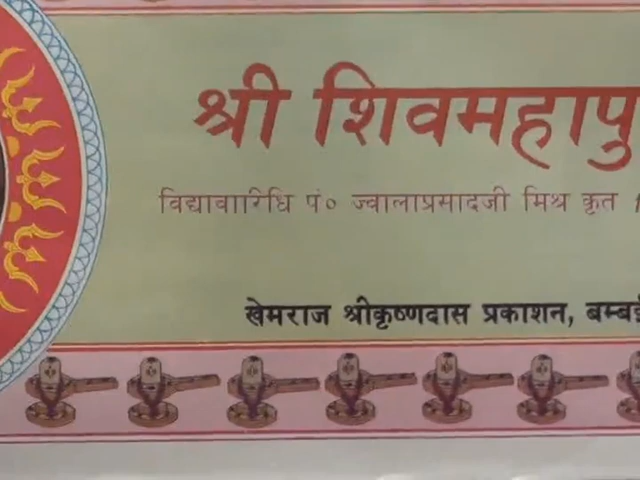 श्री शिवमहापु
विद्यावारिधि पं० ज्वालाप्रसादजी मिश्र कृत
खेमराज श्रीकृष्णदास प्रकाशन, बम्बई